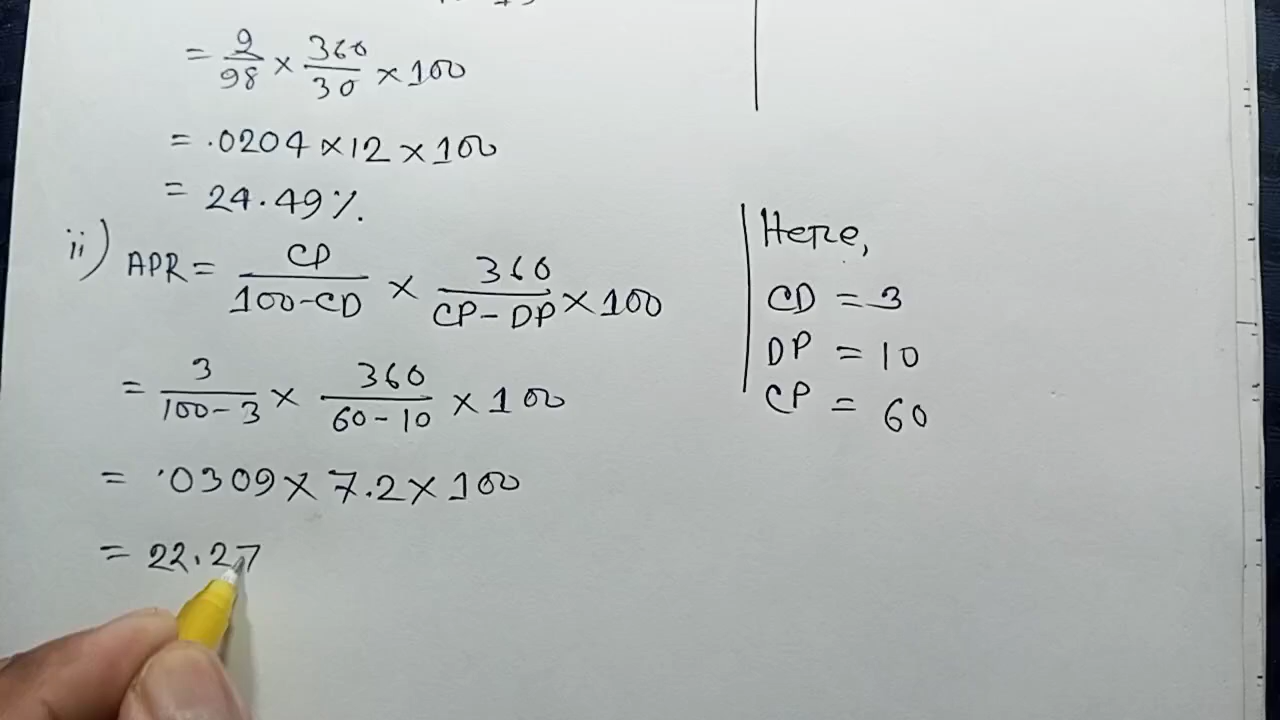 = 2/98 × 360/30 × 100
= .0204 × 12 × 100
= 24.49%.
ii) APR = CP/100-CD × 360/CP-DP × 100
= 3/100-3 × 360/60-10 × 100
= .0309 × 7.2 × 100
= 22.27
Here,
CD = 3
DP = 10
CP = 60